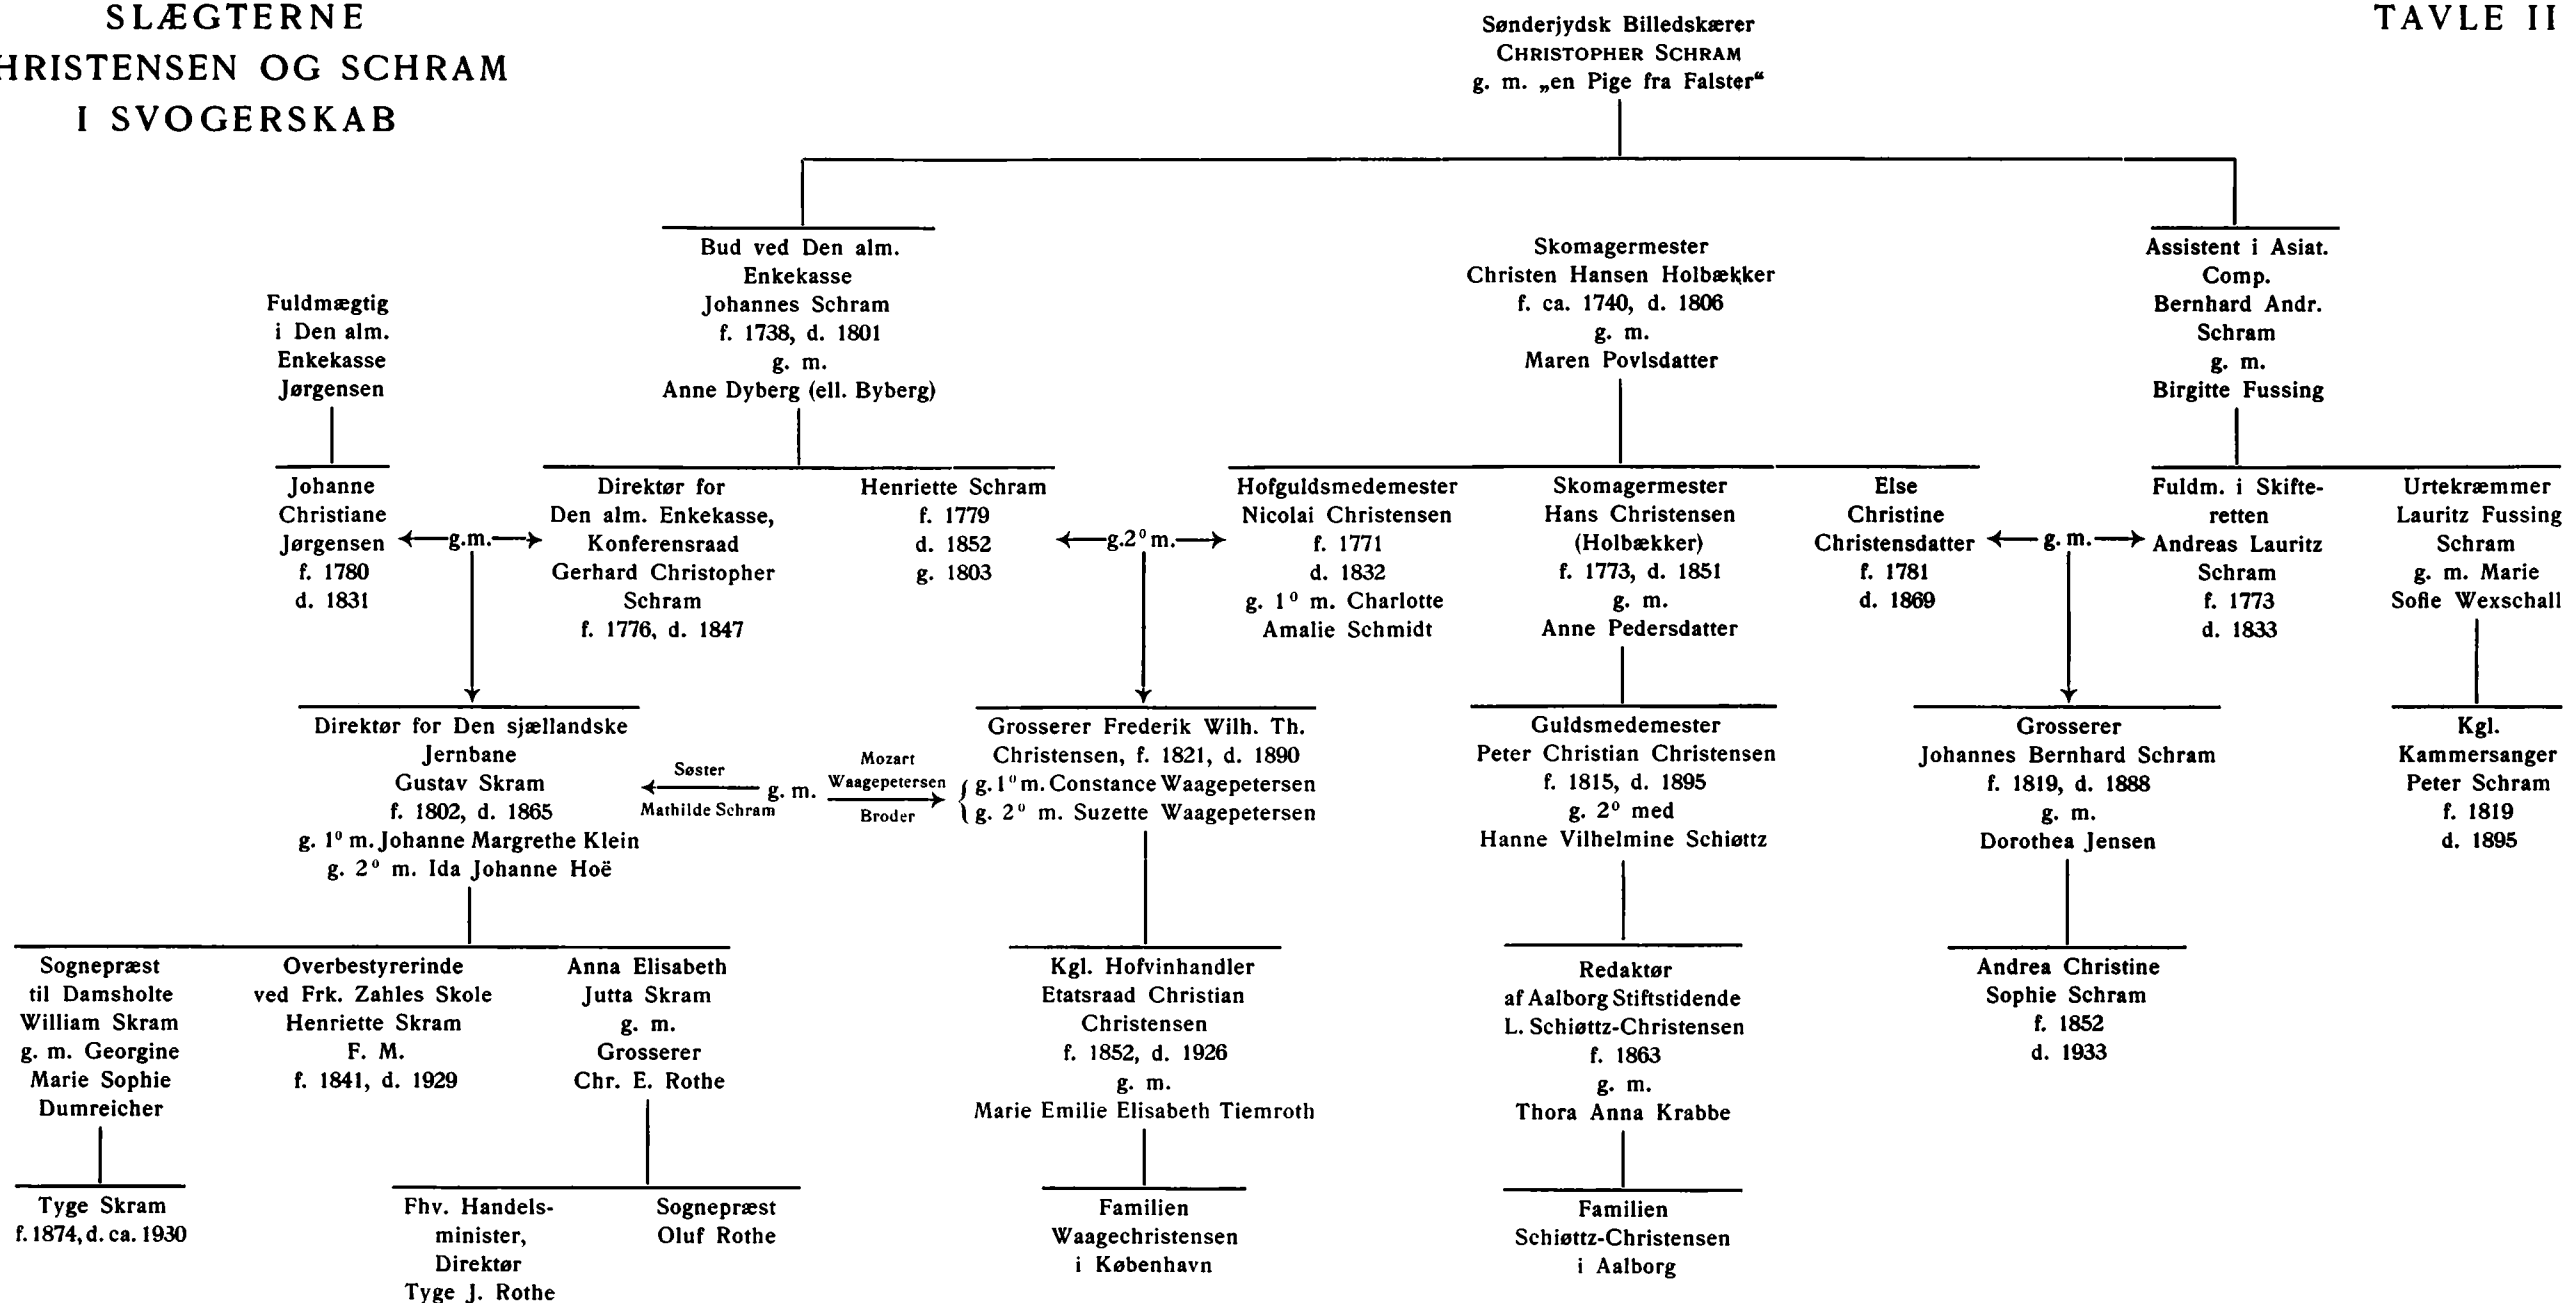 SLÆGTERNE
HRISTENSEN OG SCHRAM
I SVOGERSKAB
TAVLE II
Sønderjydsk Billedskærer
CHRISTOPHER SCHRAM
g. m. „en Pige fra Falster“
Bud ved Den alm.
Enkekasse
Johannes Schram
f. 1738, d. 1801
g. m.
Anne Dyberg (ell. Byberg)
Skomagermester
Christen Hansen Holbækker
f. ca. 1740, d. 1806
g. m.
Maren Povlsdatter
Assistent i Asiat.
Comp.
Bernhard Andr.
Schram
g. m.
Birgitte Fussing
Fuldmægtig
i Den alm.
Enkekasse
Jørgensen
Johanne
Christiane
Jørgensen
f. 1780
d. 1831
g. m.
Direktør for
Den alm. Enkekasse,
Konferensraad
Gerhard Christopher
Schram
f. 1776, d. 1847
Henriette Schram
f. 1779
d. 1852
g. 1803
g. 2⁰ m.
Hofguldsmedemester
Nicolai Christensen
f. 1771
d. 1832
g. 1⁰ m. Charlotte
Amalie Schmidt
Skomagermester
Hans Christensen
(Holbækker)
f. 1773, d. 1851
g. m.
Anne Pedersdatter
Else
Christine
Christensdatter
f. 1781
d. 1869
g. m.
Fuldm. i Skifte-
retten
Andreas Lauritz
Schram
f. 1773
d. 1833
Urtekræmmer
Lauritz Fussing
Schram
g. m. Marie
Sofie Wexschall
Direktør for Den sjællandske
Jernbane
Gustav Skram
f. 1802, d. 1865
g. 1⁰ m. Johanne Margrethe Klein
g. 2⁰ m. Ida Johanne Hoë
Søster
Mathilde Schram
g. m.
Mozart
Waagepetersen
Broder
Grosserer Frederik Wilh. Th.
Christensen, f. 1821, d. 1890
g. 1⁰ m. Constance Waagepetersen
g. 2⁰ m. Suzette Waagepetersen
Guldsmedemester
Peter Christian Christensen
f. 1815, d. 1895
g. 2⁰ med
Hanne Vilhelmine Schiøttz
Grosserer
Johannes Bernhard Schram
f. 1819, d. 1888
g. m.
Dorothea Jensen
Kgl.
Kammersanger
Peter Schram
f. 1819
d. 1895
Sognepræst
til Damsholte
William Skram
g. m. Georgine
Marie Sophie
Dumreicher
Overbestyrerinde
ved Frk. Zahles Skole
Henriette Skram
F. M.
f. 1841, d. 1929
Anna Elisabeth
Jutta Skram
g. m.
Grosserer
Chr. E. Rothe
Kgl. Hofvinhandler
Etatsraad Christian
Christensen
f. 1852, d. 1926
g. m.
Marie Emilie Elisabeth Tiemroth
Redaktør
af Aalborg Stiftstidende
L. Schiøttz-Christensen
f. 1863
g. m.
Thora Anna Krabbe
Andrea Christine
Sophie Schram
f. 1852
d. 1933
Tyge Skram
f. 1874, d. ca. 1930
Fhv. Handels-
minister,
Direktør
Tyge J. Rothe
Sognepræst
Oluf Rothe
Familien
Waagechristensen
i København
Familien
Schiøttz-Christensen
i Aalborg